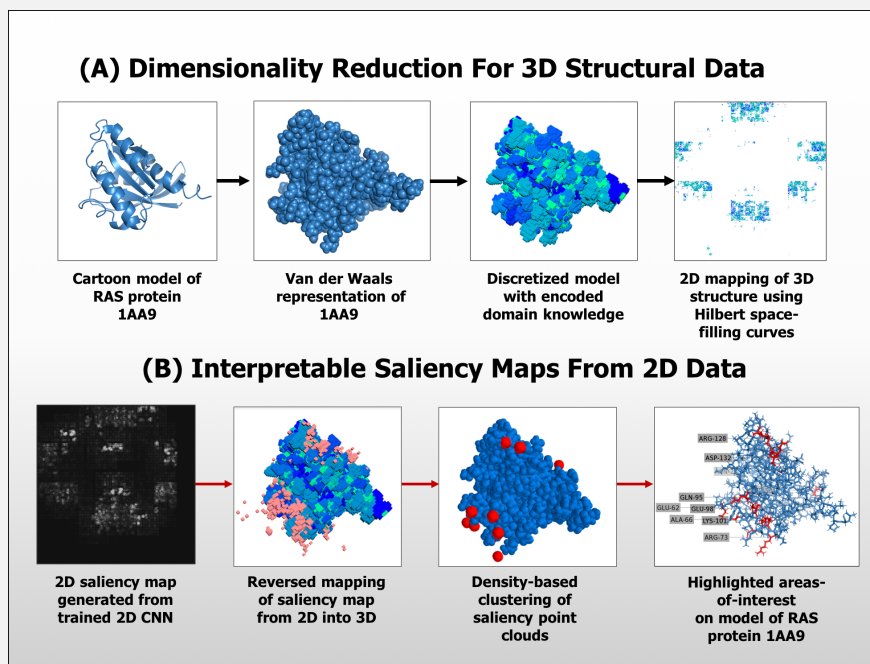 (A) Dimensionality Reduction For 3D Structural Data
Cartoon model of
RAS protein
1AA9
Van der Waals
representation of
1AA9
Discretized model
with encoded
domain knowledge
2D mapping of 3D
structure using
Hilbert space-
filling curves
(B) Interpretable Saliency Maps From 2D Data
ARG-128
ASP-132
GLN-95
GLU-62
GLU-98
ALA-66
LYS-101
ARG-73
2D saliency map
generated from
trained 2D CNN
Reversed mapping
of saliency map
from 2D into 3D
Density-based
clustering of
saliency point
clouds
Highlighted areas-
of-interest
on model of RAS
protein 1AA9